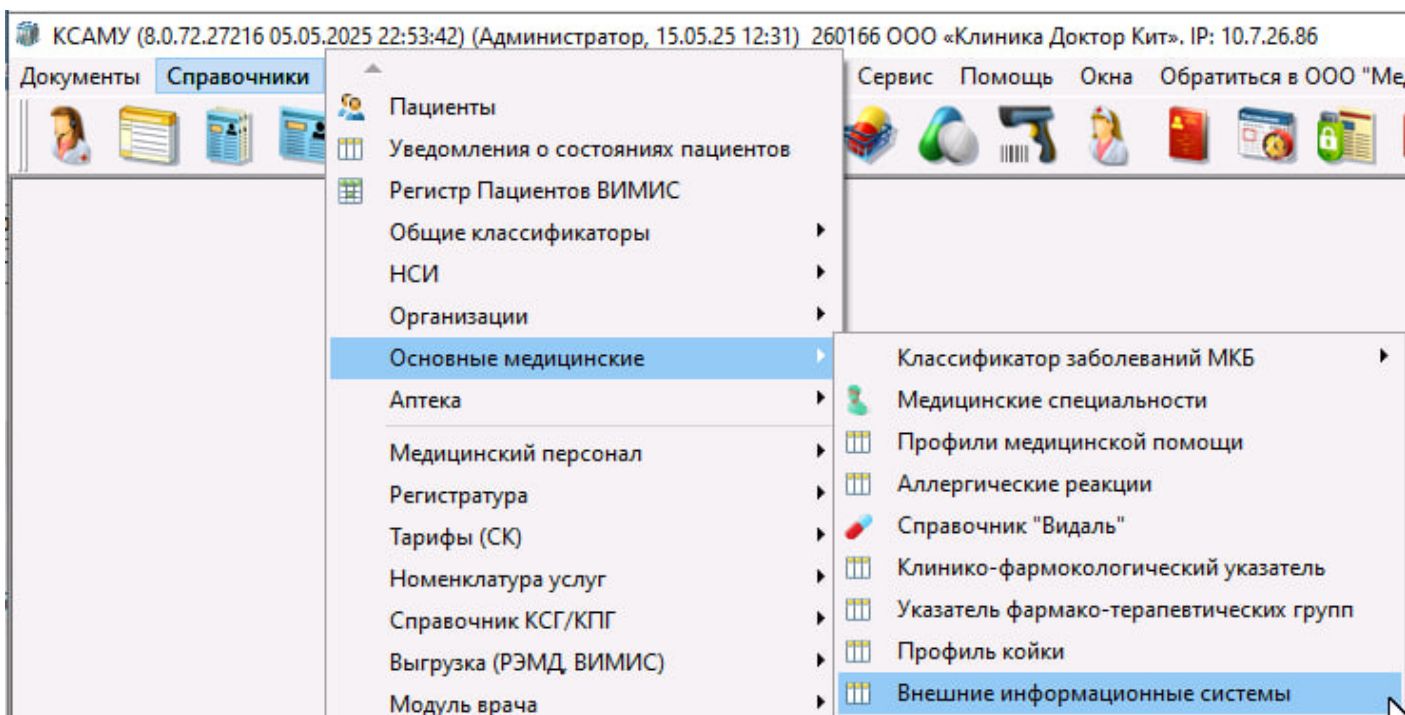 КСАМУ (8.0.72.27216 05.05.2025 22:53:42) (Администратор, 15.05.25 12:31) 260166 ООО «Клиника Доктор Кит». IP: 10.7.26.86
Документы Справочники Сервис Помощь Окна Обратиться в ООО "Ме
Пациенты
Уведомления о состояниях пациентов
Регистр Пациентов ВИМИС
Общие классификаторы
НСИ
Организации
Основные медицинские
Аптека
Медицинский персонал
Регистратура
Тарифы (СК)
Номенклатура услуг
Справочник КСГ/КПГ
Выгрузка (РЭМД, ВИМИС)
Модуль врача
Классификатор заболеваний МКБ
Медицинские специальности
Профили медицинской помощи
Аллергические реакции
Справочник "Видаль"
Клинико-фармокологический указатель
Указатель фармако-терапевтических групп
Профиль койки
Внешние информационные системы